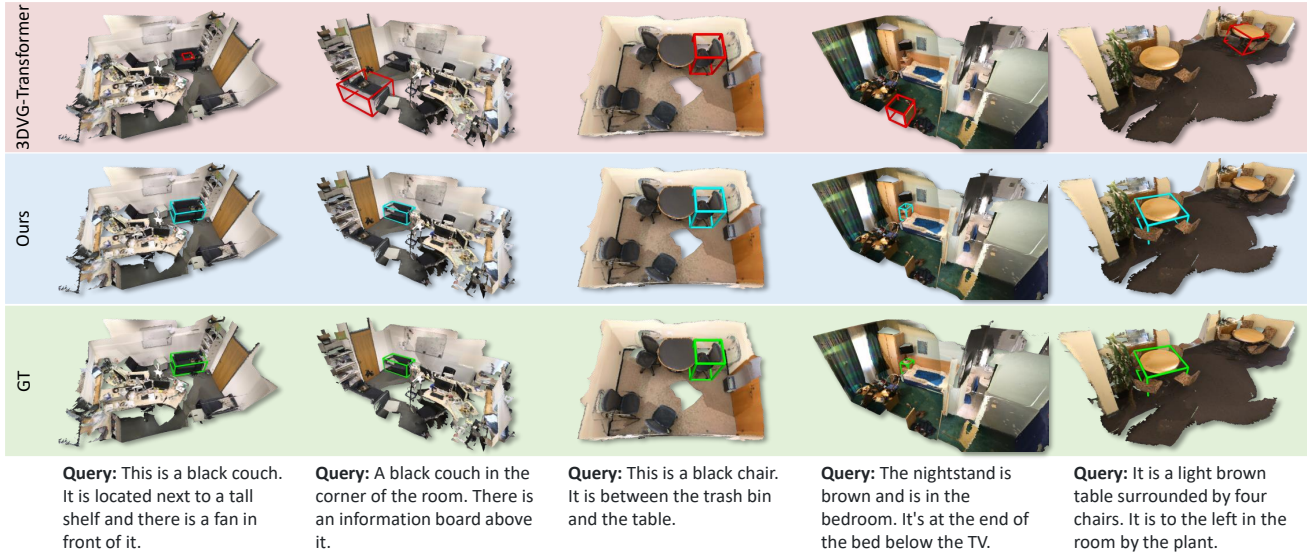 3DVG-Transformer
Ours
GT
Query: This is a black couch.
It is located next to a tall
shelf and there is a fan in
front of it.
Query: A black couch in the
corner of the room. There is
an information board above
it.
Query: This is a black chair.
It is between the trash bin
and the table.
Query: The nightstand is
brown and is in the
bedroom. It's at the end of
the bed below the TV.
Query: It is a light brown
table surrounded by four
chairs. It is to the left in the
room by the plant.